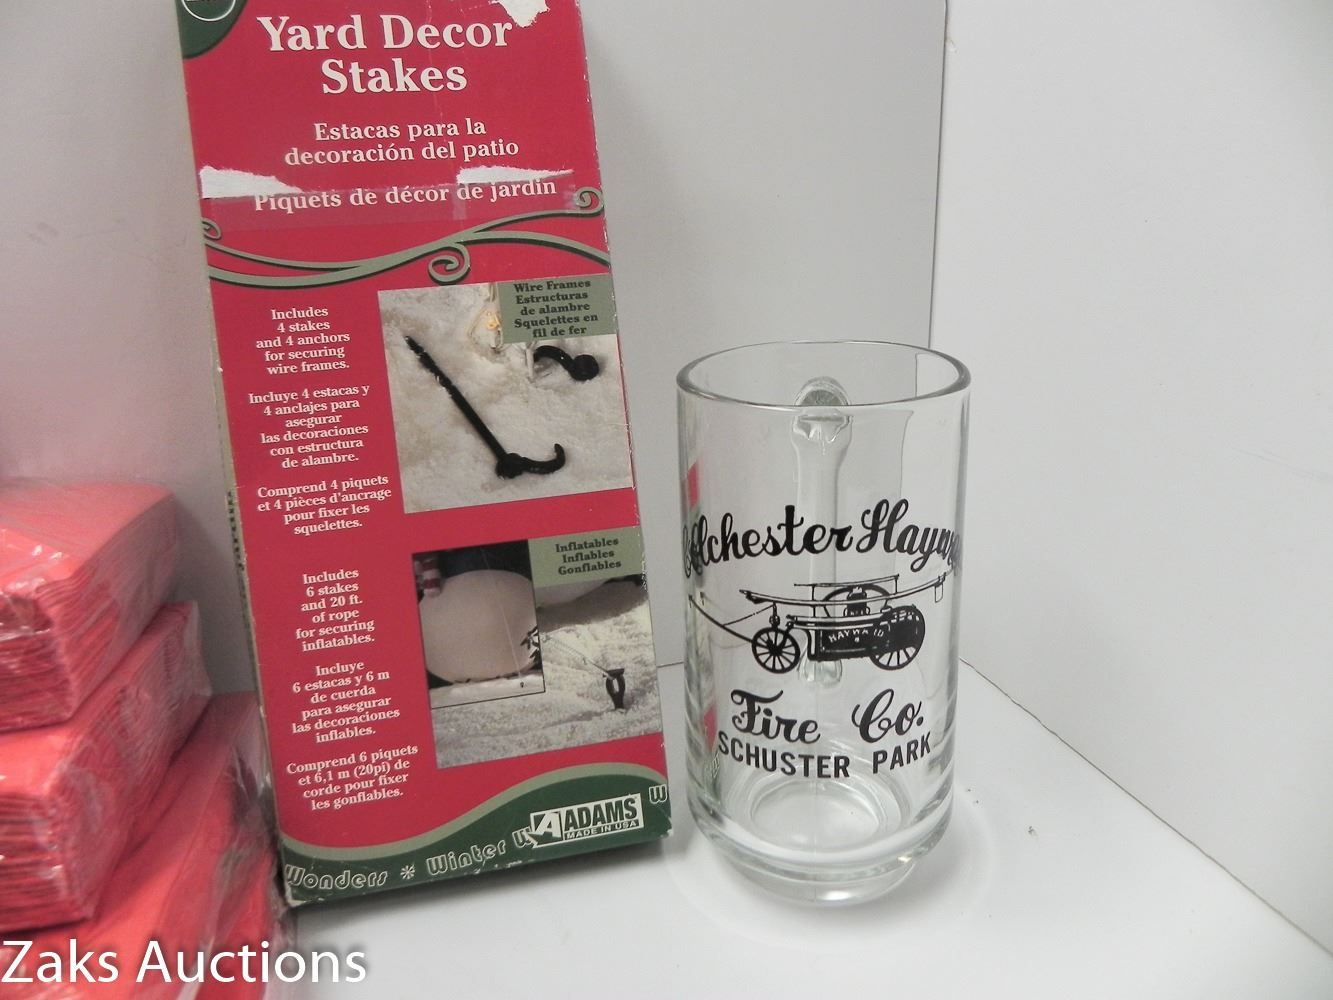 Yard Decor
Stakes
Estacas para la
decoración del patio
Piquets de décor de jardin
Includes
4 stakes
and 4 anchors
for securing
wire frames.
Incluye 4 estacas y
4 anclajes para
asegurar
las decoraciones
con estructura
de alambre.
Comprend 4 piquets
et 4 pièces d'ancrage
pour fixer les
squelettes.
Wire Frames
Estructuras
de alambre
Squelettes en
fil de fer
Includes
6 stakes
and 20 ft.
of rope
for securing
inflatables.
Incluye
6 estacas y 6 m
de cuerda
para asegurar
las decoraciones
inflables.
Comprend 6 piquets
et 6,1 m (20pi) de
corde pour fixer
les gonflables.
Inflatables
Inflables
Gonflables
Wonders * Winter W
ADAMS
MADE IN USA
W
Colchester Hayw
HAYWARD
Fire Co.
SCHUSTER PARK
Zaks Auctions